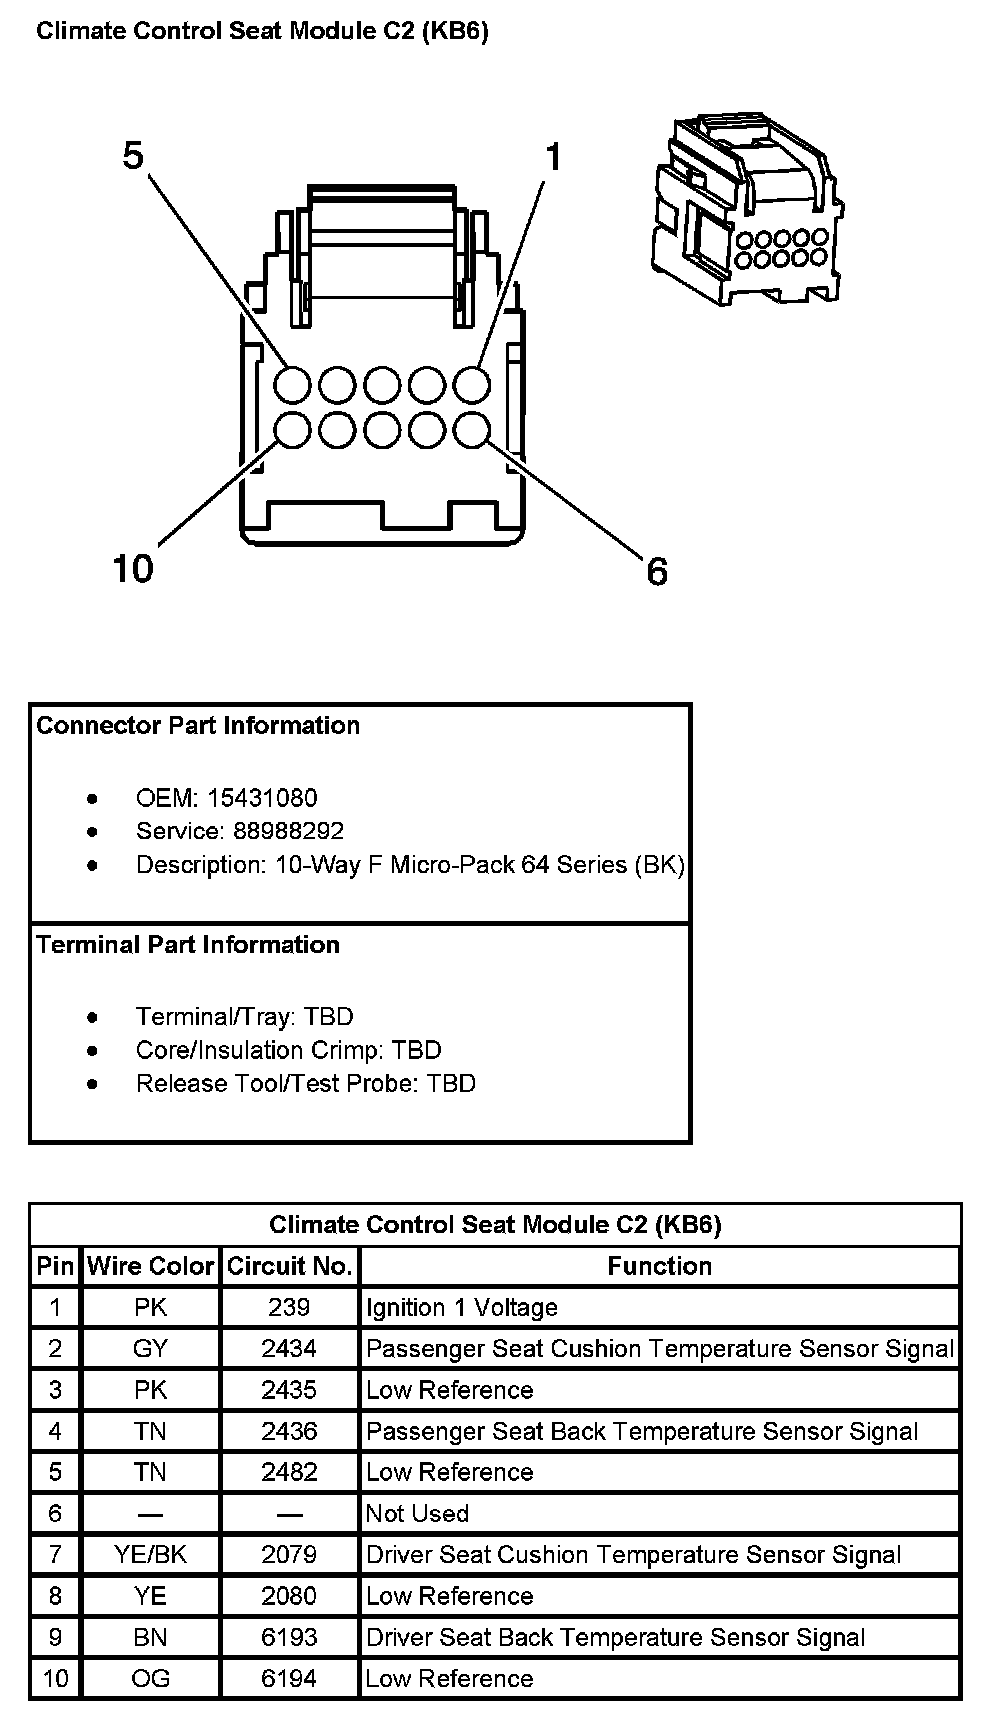 Climate Control Seat Module C2 (KB6)
5 1
10 6
Connector Part Information
• OEM: 15431080
• Service: 88988292
• Description: 10-Way F Micro-Pack 64 Series (BK)
Terminal Part Information
• Terminal/Tray: TBD
• Core/Insulation Crimp: TBD
• Release Tool/Test Probe: TBD
Climate Control Seat Module C2 (KB6)
Pin Wire Color Circuit No. Function
1 PK 239 Ignition 1 Voltage
2 GY 2434 Passenger Seat Cushion Temperature Sensor Signal
3 PK 2435 Low Reference
4 TN 2436 Passenger Seat Back Temperature Sensor Signal
5 TN 2482 Low Reference
6 — — Not Used
7 YE/BK 2079 Driver Seat Cushion Temperature Sensor Signal
8 YE 2080 Low Reference
9 BN 6193 Driver Seat Back Temperature Sensor Signal
10 OG 6194 Low Reference